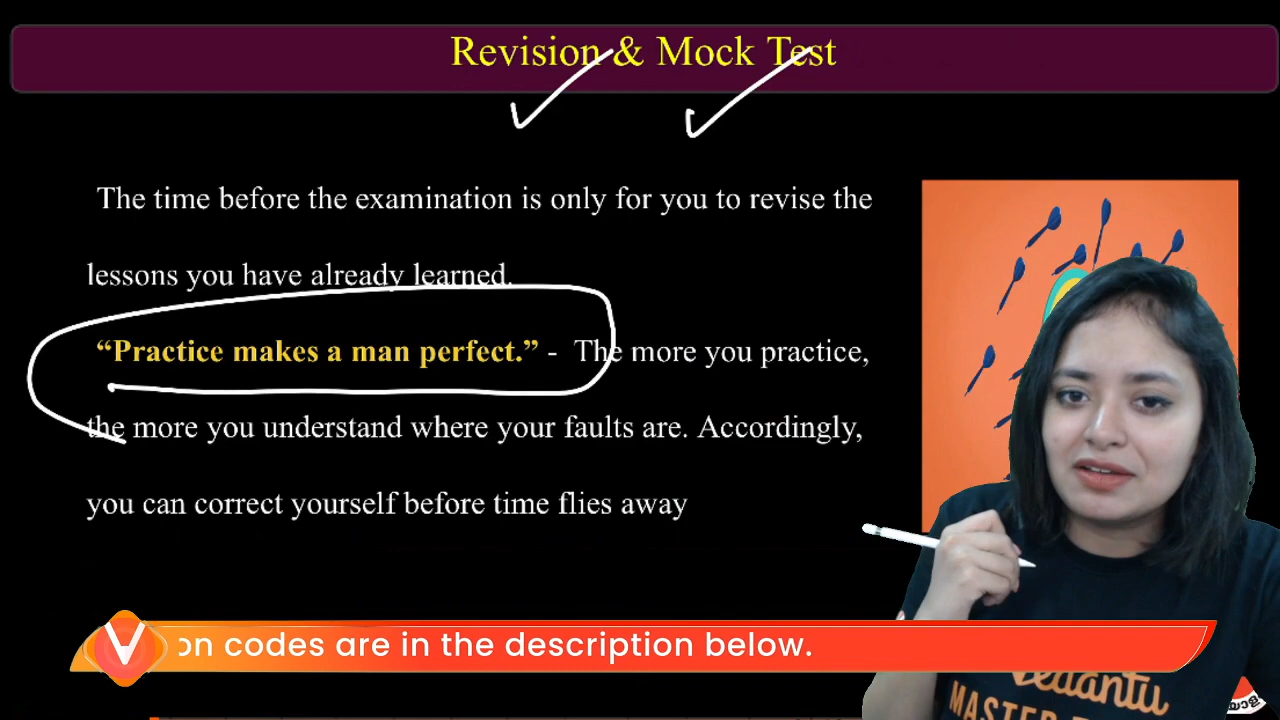 Revision & Mock Test
The time before the examination is only for you to revise the
lessons you have already learned.
“Practice makes a man perfect.” - The more you practice,
the more you understand where your faults are. Accordingly,
you can correct yourself before time flies away
on codes are in the description below.
Vedantu
MASTER